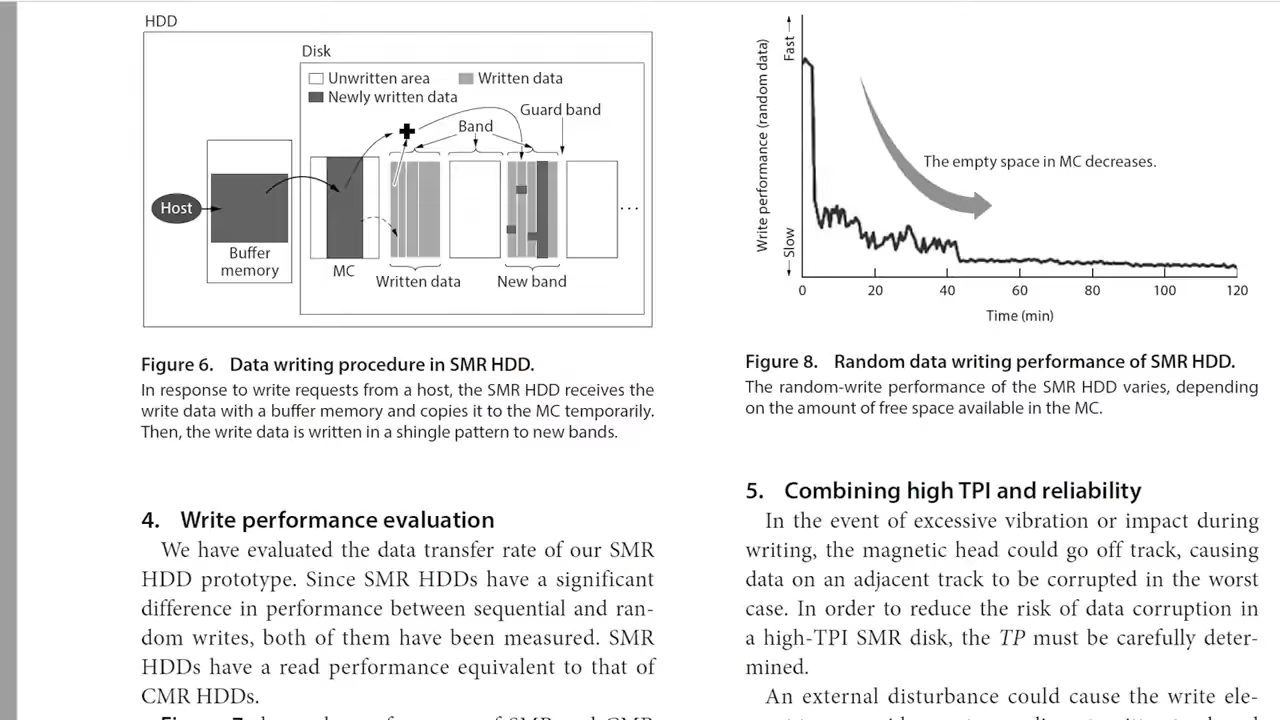 HDD
Disk
Unwritten area
Written data
Newly written data
Guard band
Band
Host
Buffer
memory
MC
Written data
New band
...
Figure 6. Data writing procedure in SMR HDD.
In response to write requests from a host, the SMR HDD receives the
write data with a buffer memory and copies it to the MC temporarily.
Then, the write data is written in a shingle pattern to new bands.
4. Write performance evaluation
We have evaluated the data transfer rate of our SMR
HDD prototype. Since SMR HDDs have a significant
difference in performance between sequential and ran-
dom writes, both of them have been measured. SMR
HDDs have a read performance equivalent to that of
CMR HDDs.
Write performance (random data)
Fast
Slow
The empty space in MC decreases.
0 20 40 60 80 100 120
Time (min)
Figure 8. Random data writing performance of SMR HDD.
The random-write performance of the SMR HDD varies, depending
on the amount of free space available in the MC.
5. Combining high TPI and reliability
In the event of excessive vibration or impact during
writing, the magnetic head could go off track, causing
data on an adjacent track to be corrupted in the worst
case. In order to reduce the risk of data corruption in
a high-TPI SMR disk, the TP must be carefully deter-
mined.
An external disturbance could cause the write ele-